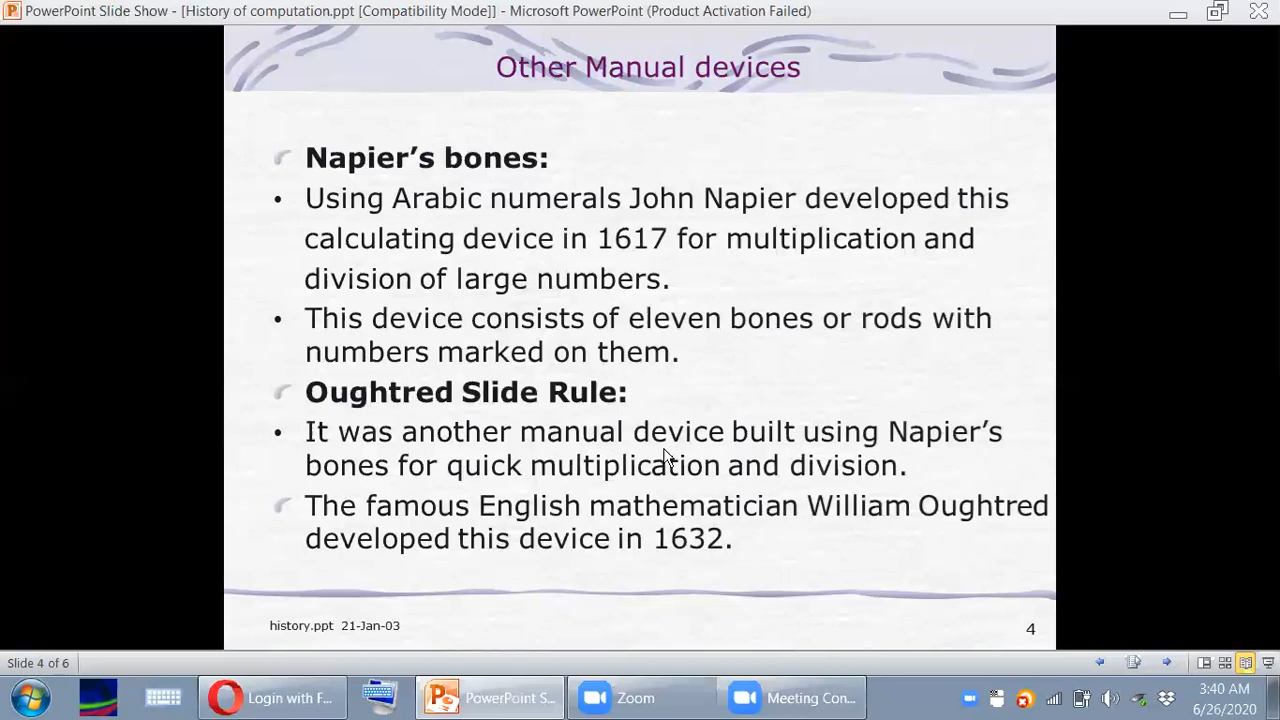 PowerPoint Slide Show - [History of computation.ppt [Compatibility Mode]] - Microsoft PowerPoint (Product Activation Failed)
Other Manual devices
Napier’s bones:
• Using Arabic numerals John Napier developed this
calculating device in 1617 for multiplication and
division of large numbers.
• This device consists of eleven bones or rods with
numbers marked on them.
Oughtred Slide Rule:
• It was another manual device built using Napier’s
bones for quick multiplication and division.
The famous English mathematician William Oughtred
developed this device in 1632.
history.ppt 21-Jan-03
4
Slide 4 of 6
Login with F...
PowerPoint S...
Zoom
Meeting Con...
3:40 AM
6/26/2020